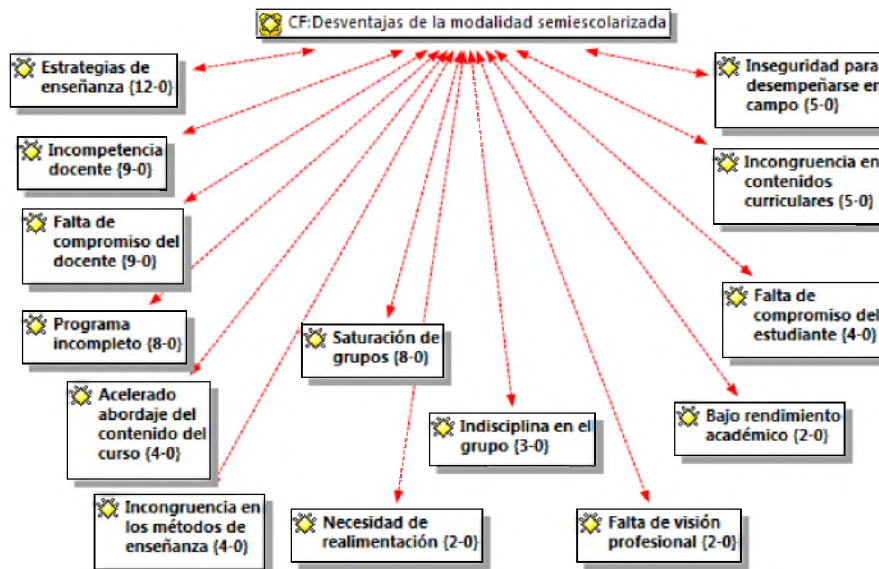 CF:Desventajas de la modalidad semiescolarizada
Estrategias de
enseñanza {12-0}
Inseguridad para
desempeñarse en
campo {5-0}
Incompetencia
docente {9-0}
Incongruencia en
contenidos
curriculares {5-0}
Falta de
compromiso del
docente {9-0}
Falta de
compromiso del
estudiante {4-0}
Programa
incompleto {8-0}
Saturación de
grupos {8-0}
Acelerado
abordaje del
contenido del
curso {4-0}
Indisciplina en el
grupo {3-0}
Bajo rendimiento
académico {2-0}
Incongruencia en
los métodos de
enseñanza {4-0}
Necesidad de
realimentación {2-0}
Falta de visión
profesional {2-0}